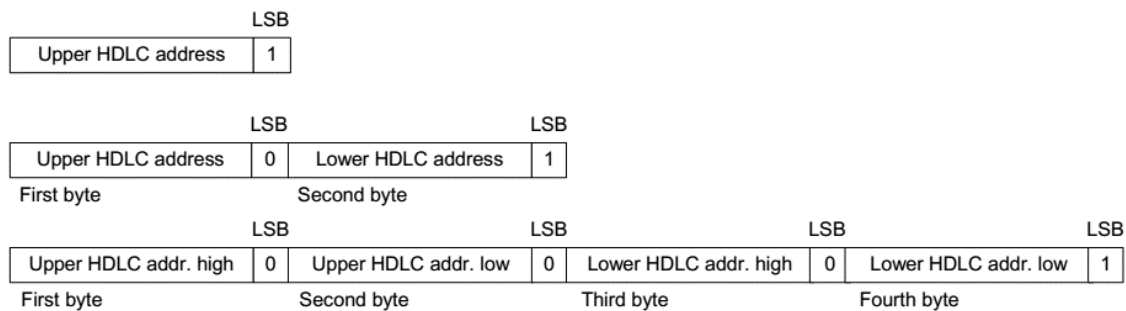 LSB
Upper HDLC address 1
LSB LSB
Upper HDLC address 0 Lower HDLC address 1
First byte Second byte
LSB LSB LSB LSB
Upper HDLC addr. high 0 Upper HDLC addr. low 0 Lower HDLC addr. high 0 Lower HDLC addr. low 1
First byte Second byte Third byte Fourth byte